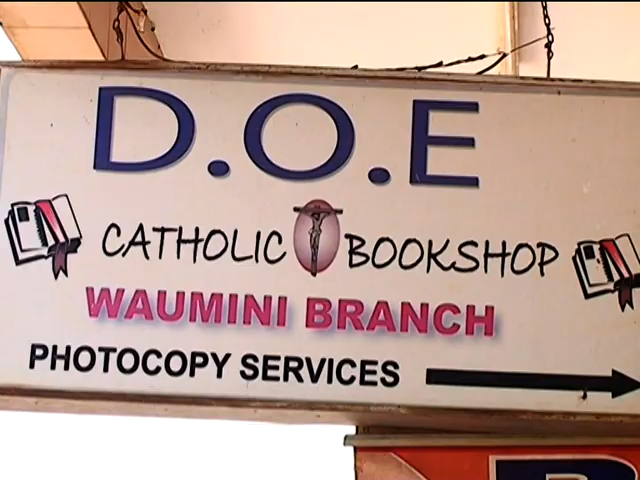 D.O.E
CATHOLIC BOOKSHOP
WAUMINI BRANCH
PHOTOCOPY SERVICES